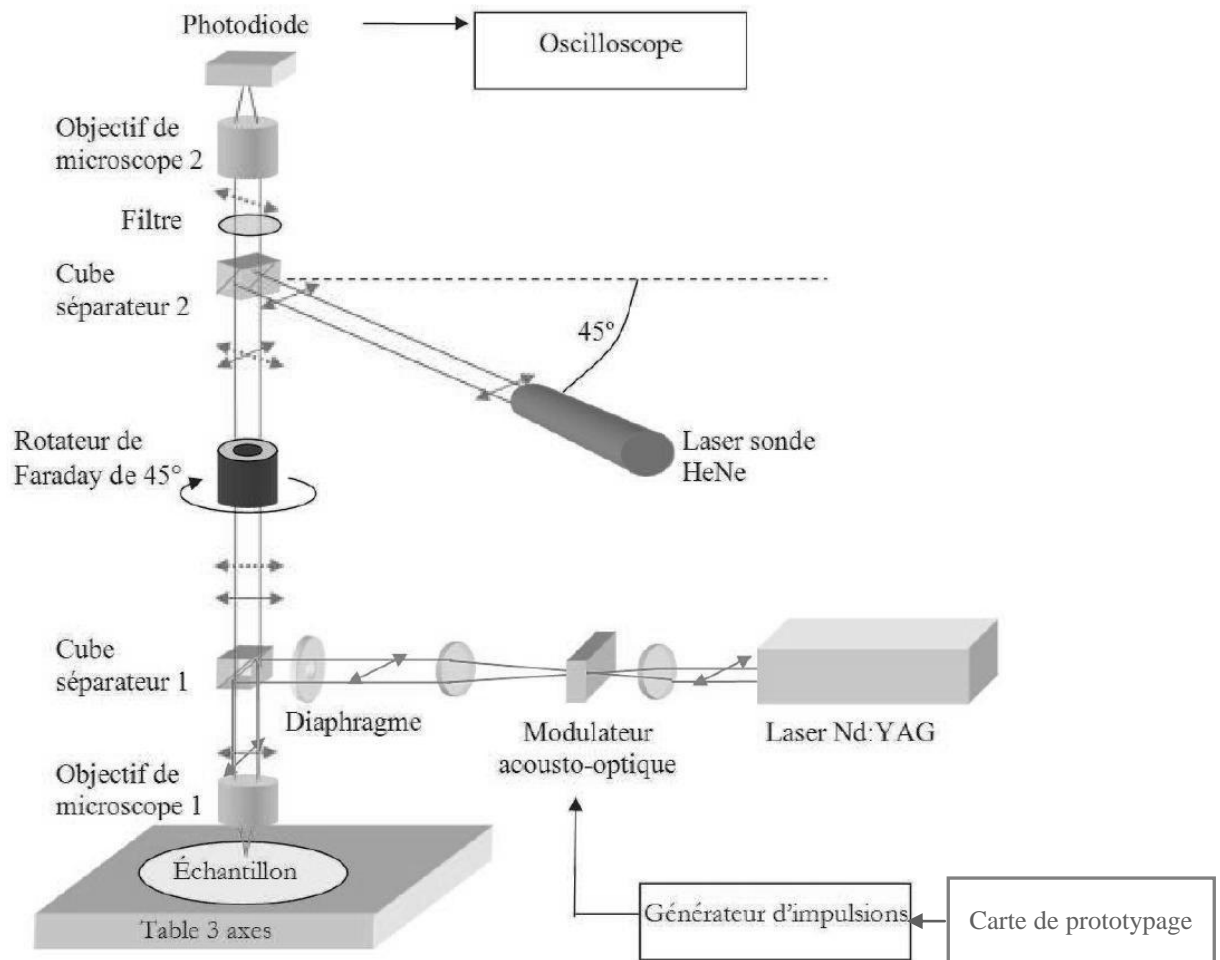 Photodiode
Oscilloscope
Objectif de
microscope 2
Filtre
Cube
séparateur 2
45°
Rotateur de
Faraday de 45°
Laser sonde
HeNe
Cube
séparateur 1
Diaphragme
Modulateur
acousto-optique
Laser Nd:YAG
Objectif de
microscope 1
Échantillon
Table 3 axes
Générateur d'impulsions
Carte de prototypage